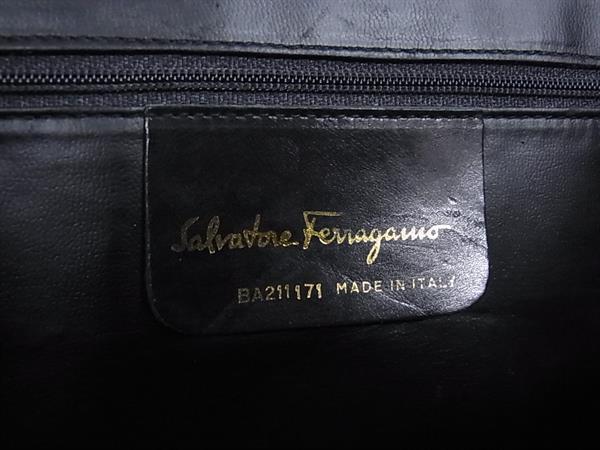 Salvatore Ferragamo
BA211171 MADE IN ITALY